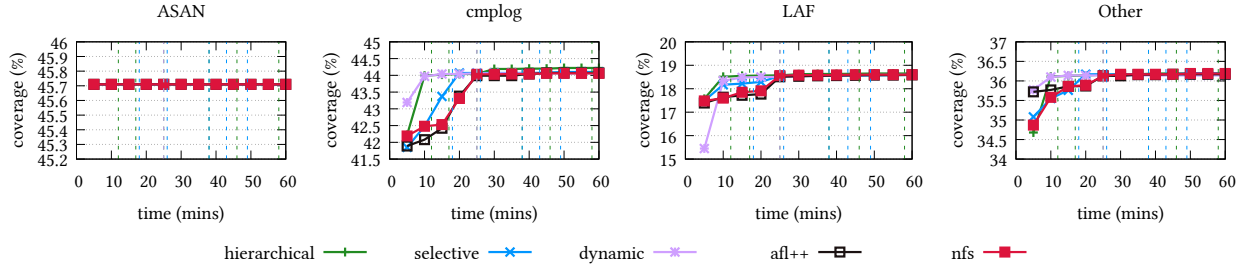 ASAN
cmplog
LAF
Other
coverage (%)
46
45.9
45.8
45.7
45.6
45.5
45.4
45.3
45.2
0 10 20 30 40 50 60
time (mins)
coverage (%)
45
44.5
44
43.5
43
42.5
42
41.5
0 10 20 30 40 50 60
time (mins)
coverage (%)
20
19
18
17
16
15
0 10 20 30 40 50 60
time (mins)
coverage (%)
37
36.5
36
35.5
35
34.5
34
0 10 20 30 40 50 60
time (mins)
hierarchical selective dynamic afl++ nfs